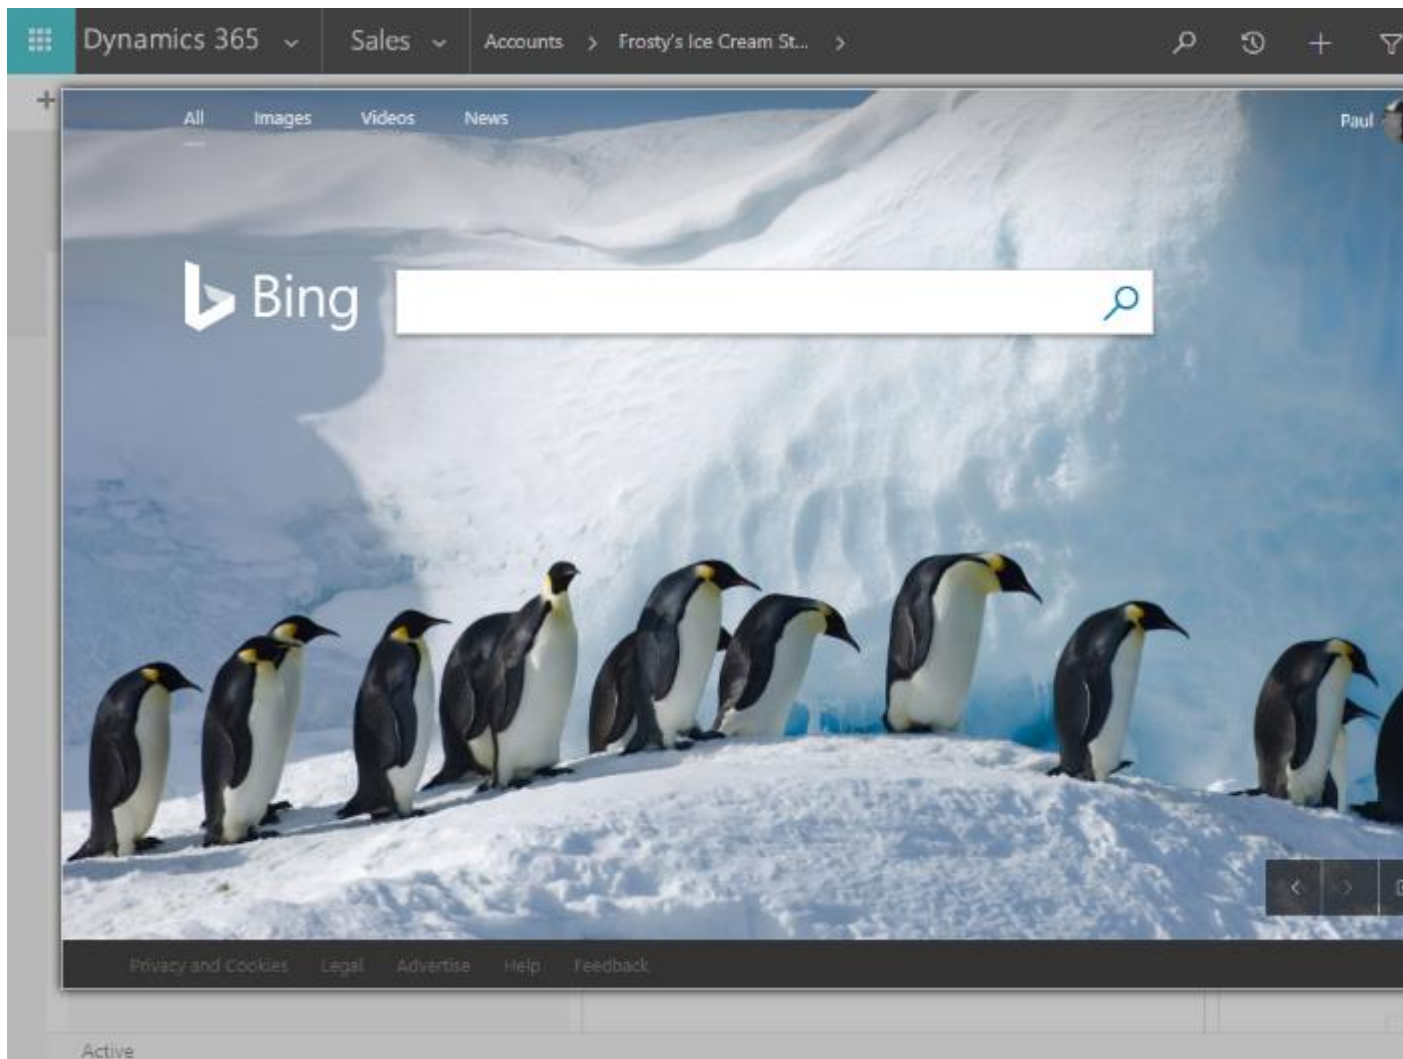 Dynamics 365 Sales Accounts > Frosty's Ice Cream St... >
All Images Videos News Paul
Bing
Privacy and Cookies Legal Advertise Help Feedback
Active